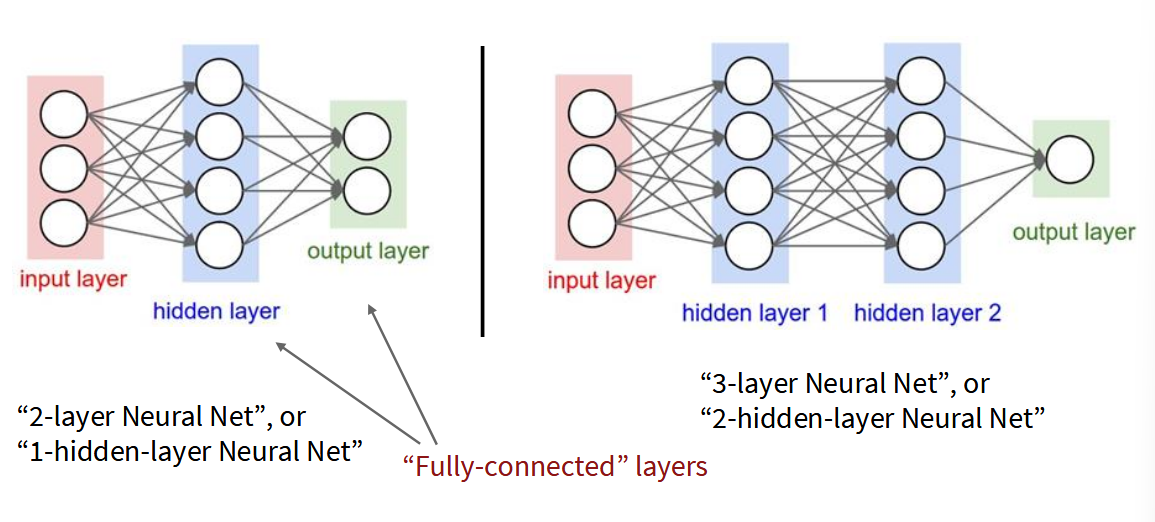 input layer
hidden layer
output layer
“2-layer Neural Net”, or
“1-hidden-layer Neural Net”
“Fully-connected” layers
input layer
hidden layer 1
hidden layer 2
output layer
“3-layer Neural Net”, or
“2-hidden-layer Neural Net”